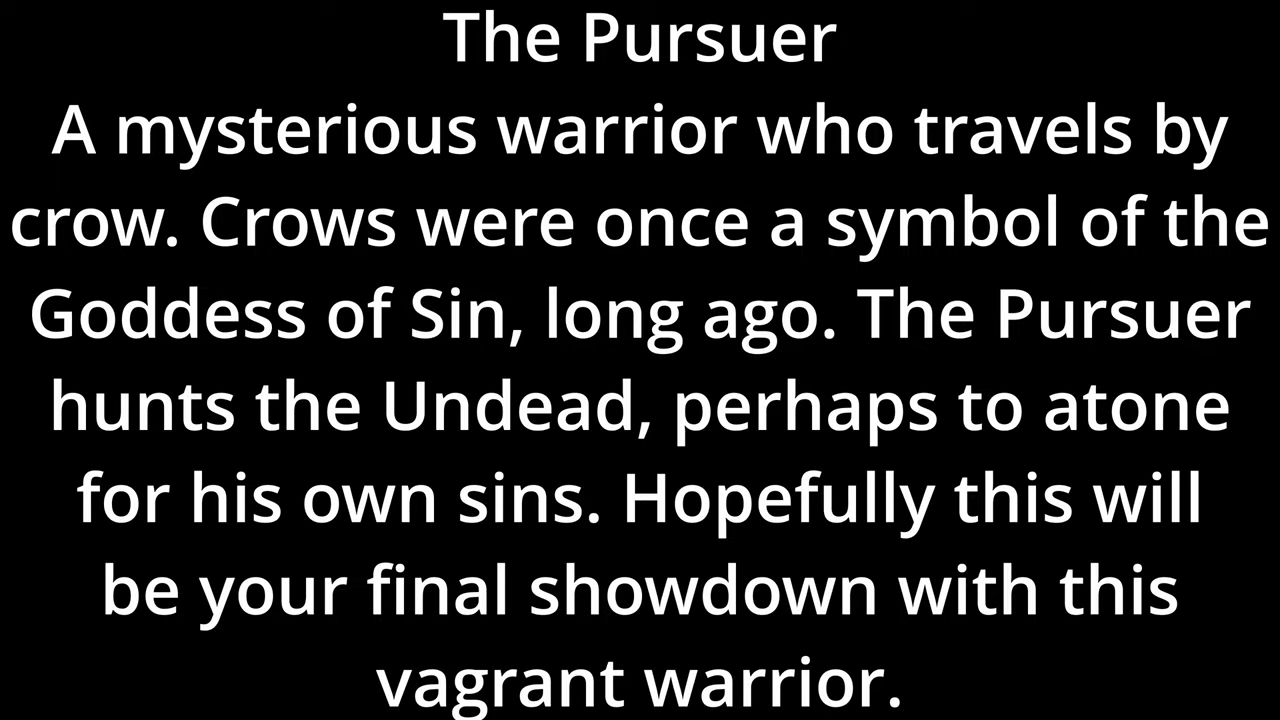 The Pursuer
A mysterious warrior who travels by
crow. Crows were once a symbol of the
Goddess of Sin, long ago. The Pursuer
hunts the Undead, perhaps to atone
for his own sins. Hopefully this will
be your final showdown with this
vagrant warrior.